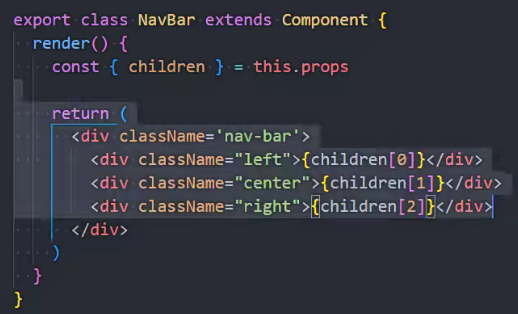 export class NavBar extends Component {
render() {
const { children } = this.props
return (
<div className='nav-bar'>
<div className="left">{children[0]}</div>
<div className="center">{children[1]}</div>
<div className="right">{children[2]}</div>
</div>
)
}
}